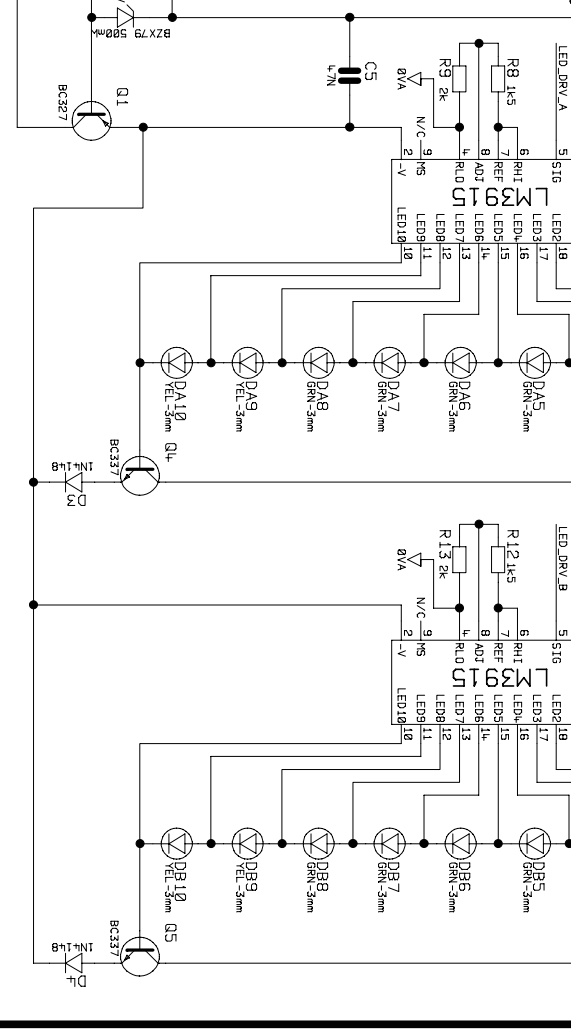 BZX79 500mW
Q1
BC327
C5
47N
R9 2k
0VA
R8 1k5
LED_DRV_A
N/C
2 9 4 8 7 6 5
-V MS RLO ADJ REF RHI SIG
LM3915
LED10 LED9 LED8 LED7 LED6 LED5 LED4 LED3 LED2
10 11 12 13 14 15 16 17 18
DA10 YEL-3mm
DA9 YEL-3mm
DA8 GRN-3mm
DA7 GRN-3mm
DA6 GRN-3mm
DA5 GRN-3mm
Q4
BC337
1N4148
D3
R13 2k
0VA
R12 1k5
LED_DRV_B
N/C
2 9 4 8 7 6 5
-V MS RLO ADJ REF RHI SIG
LM3915
LED10 LED9 LED8 LED7 LED6 LED5 LED4 LED3 LED2
10 11 12 13 14 15 16 17 18
DB10 YEL-3mm
DB9 YEL-3mm
DB8 GRN-3mm
DB7 GRN-3mm
DB6 GRN-3mm
DB5 GRN-3mm
Q5
BC337
1N4148
D4